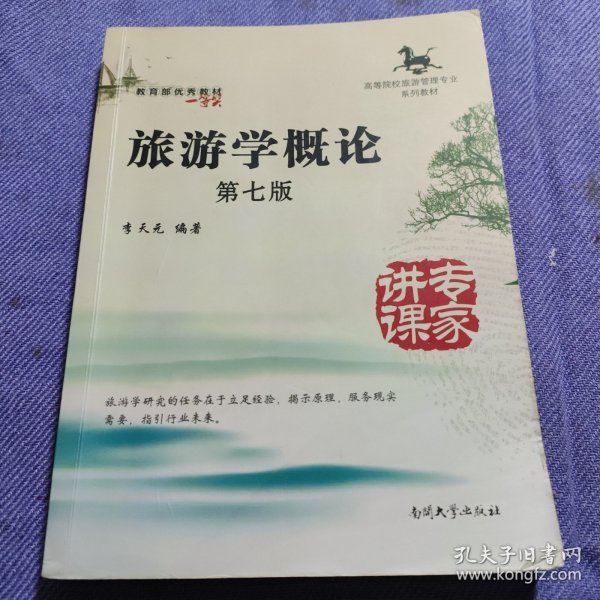 教育部优秀教材
一等奖
高等院校旅游管理专业
系列教材
旅游学概论
第七版
李天元 编著
专家
讲课
旅游学研究的任务在于立足经验，揭示原理，服务现实
需要，指引行业未来。
南开大学出版社
孔夫子旧书网
www.kongfz.com